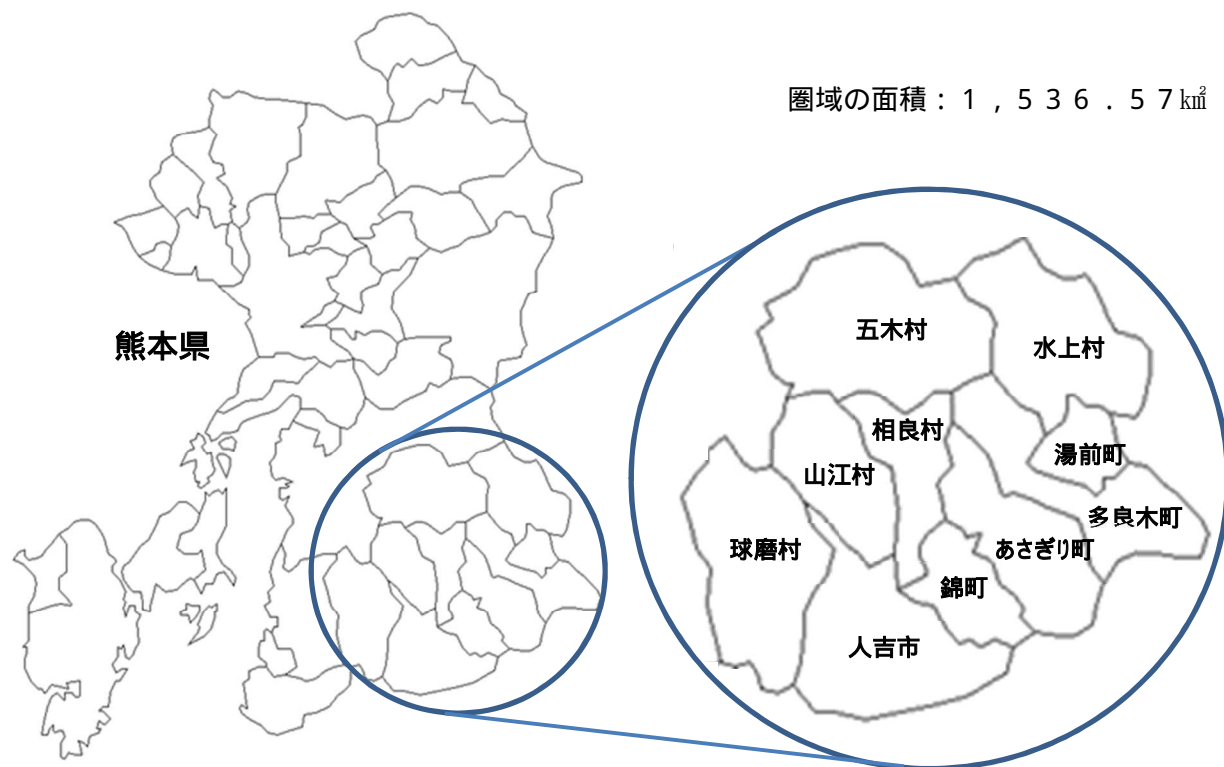 圏域の面積：１，５３６．５７㎢
熊本県
五木村
水上村
相良村
湯前町
山江村
多良木町
球磨村
あさぎり町
錦町
人吉市